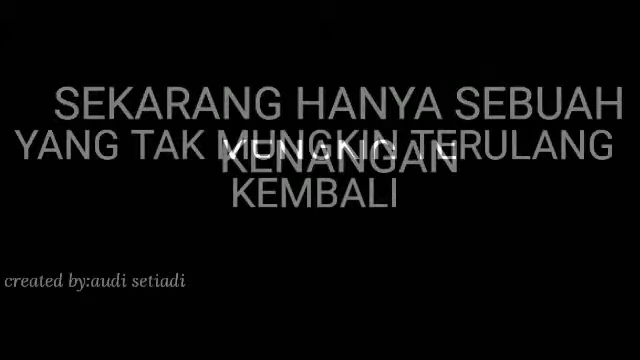 SEKARANG HANYA SEBUAH
KENANGAN
YANG TAK MUNGKIN TERULANG
KEMBALI
created by:audi setiadi